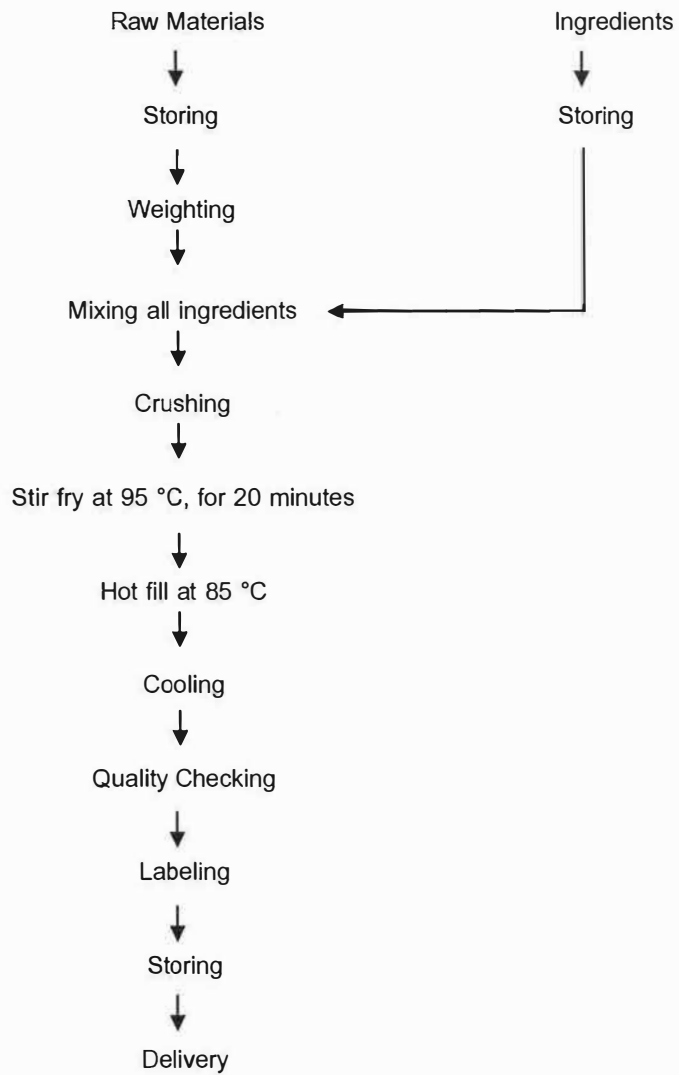 Raw Materials
Ingredients
Storing
Storing
Weighting
Mixing all ingredients
Crushing
Stir fry at 95 °C, for 20 minutes
Hot fill at 85 °C
Cooling
Quality Checking
Labeling
Storing
Delivery